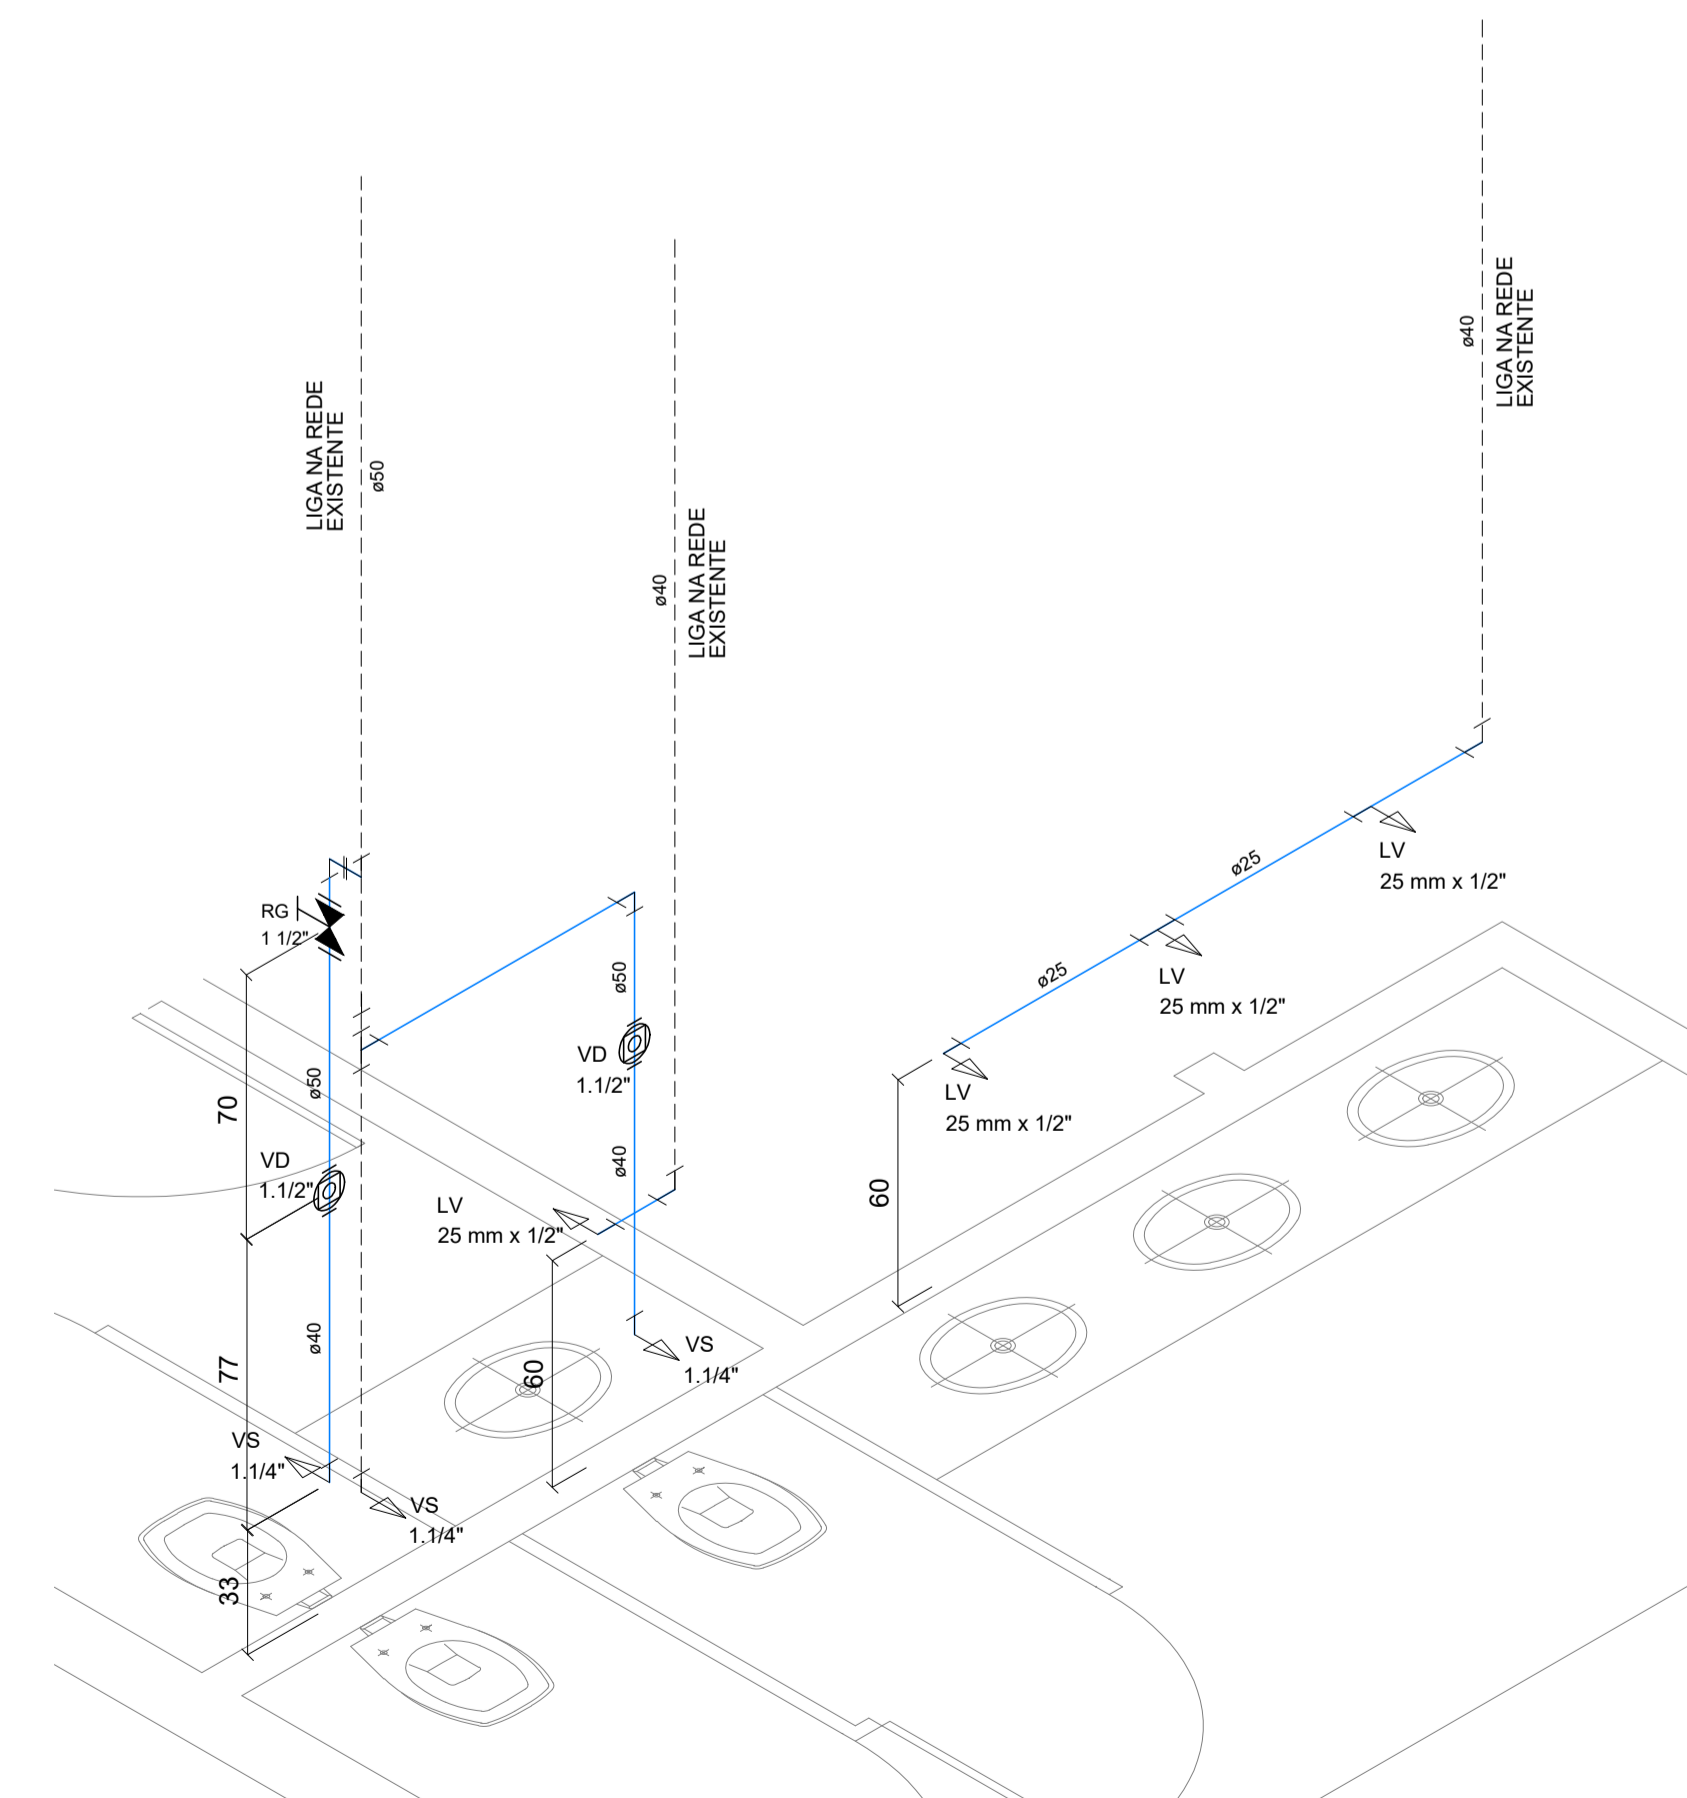 LIGA NA REDE
EXISTENTE
ø40
LIGA NA REDE
EXISTENTE
ø50
LIGA NA REDE
EXISTENTE
ø40
LV
25 mm x 1/2"
ø25
RG
1 1/2"
LV
25 mm x 1/2"
ø25
ø50
VD
1.1/2"
LV
25 mm x 1/2"
ø50
70
VD
1.1/2"
ø40
60
LV
25 mm x 1/2"
ø40
VS
1.1/4"
77
60
VS
1.1/4"
VS
1.1/4"
33